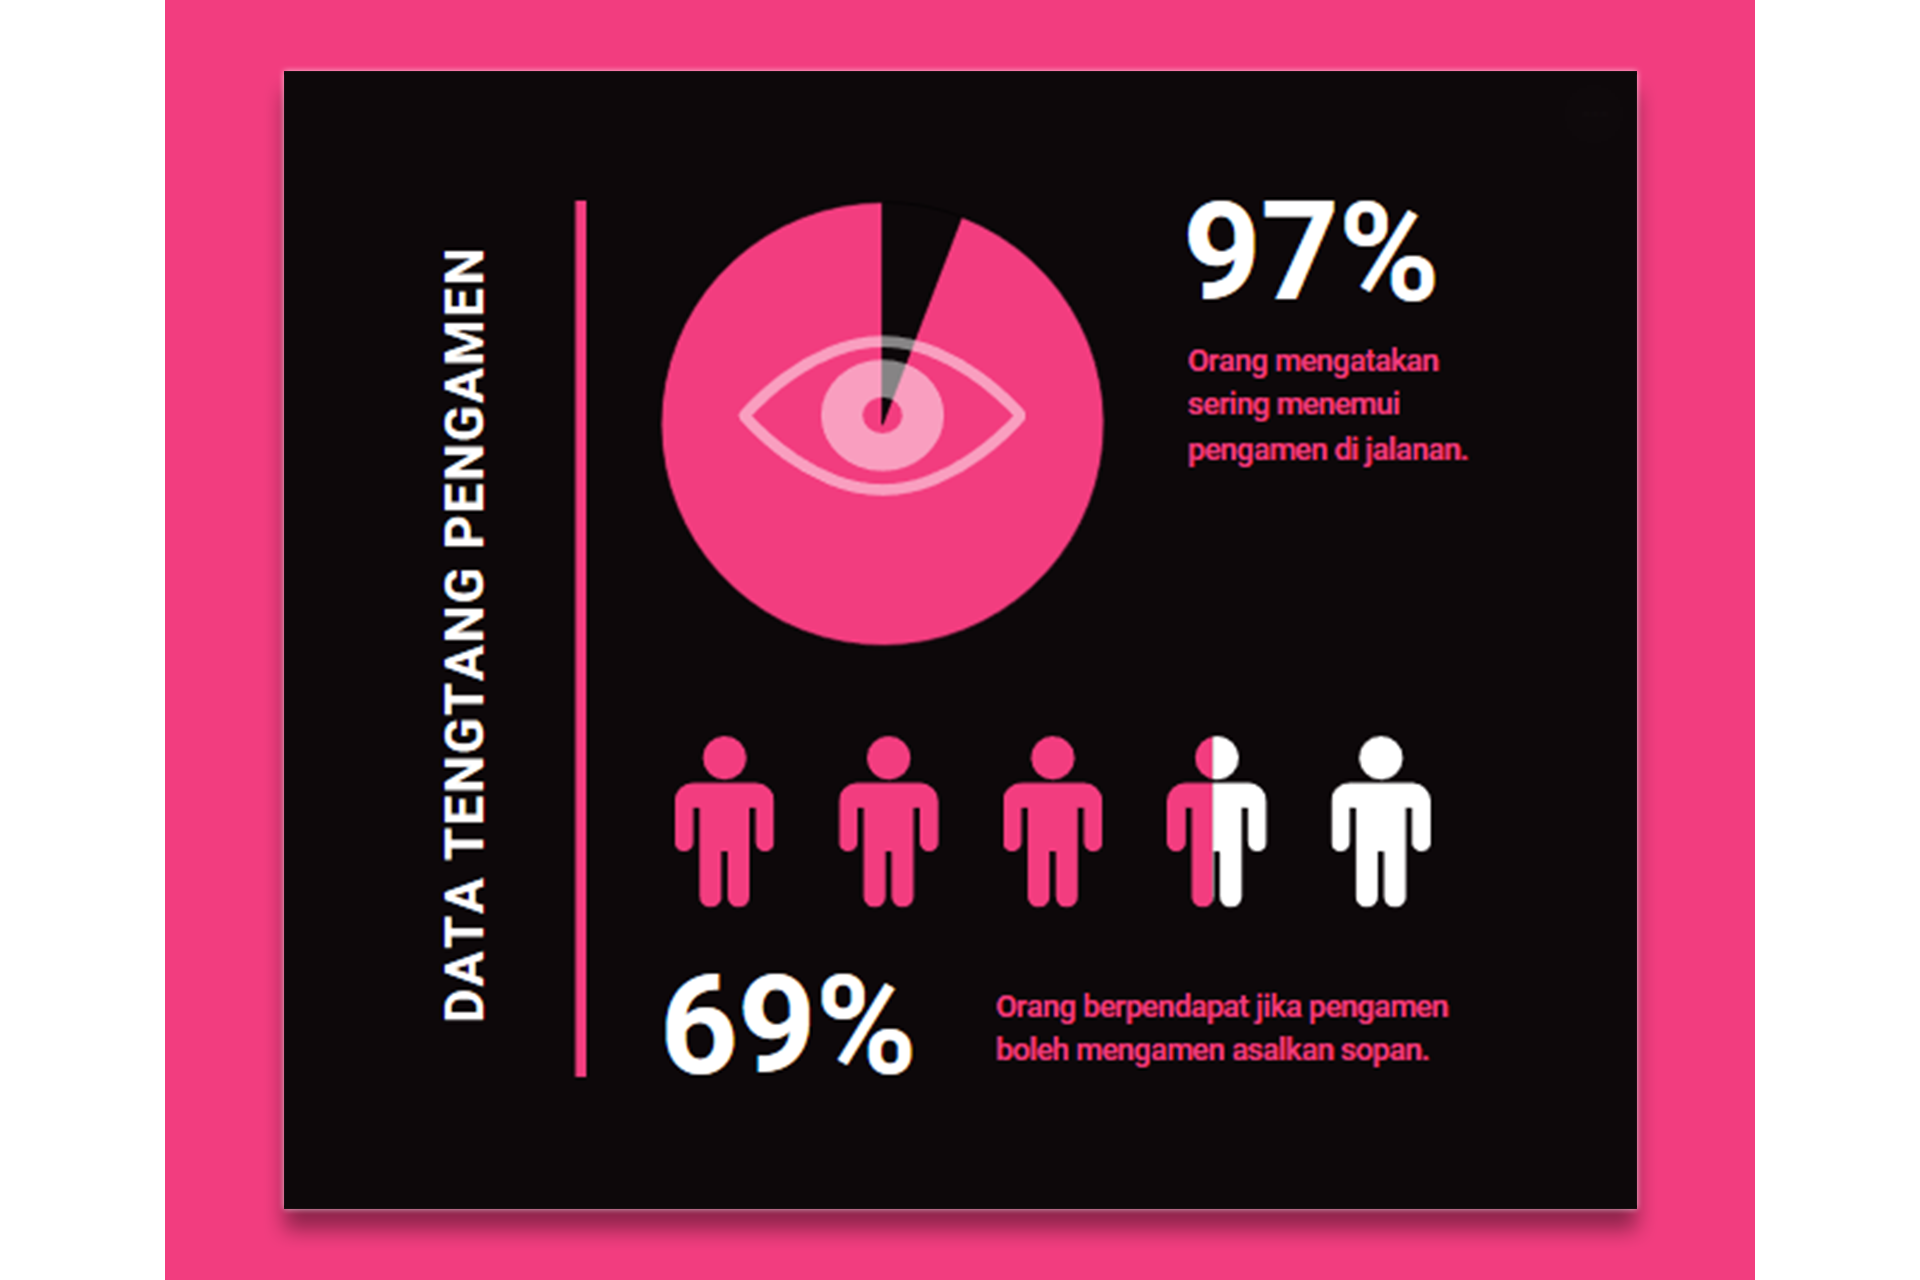 DATA TENGTANG PENGAMEN
97%
Orang mengatakan
sering menemui
pengamen di jalanan.
69%
Orang berpendapat jika pengamen
boleh mengamen asalkan sopan.